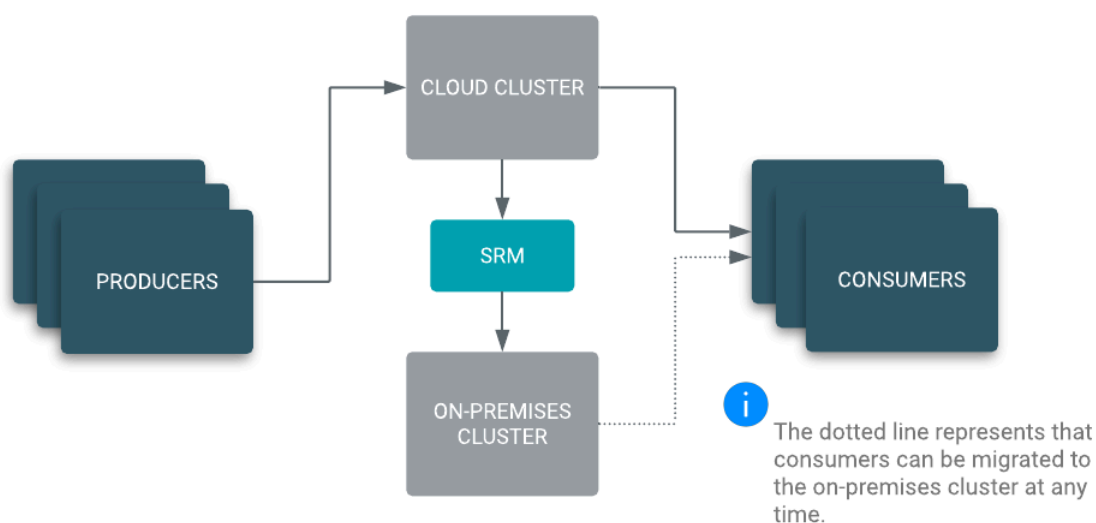 CLOUD CLUSTER
PRODUCERS
SRM
CONSUMERS
ON-PREMISES
CLUSTER
i
The dotted line represents that
consumers can be migrated to
the on-premises cluster at any
time.